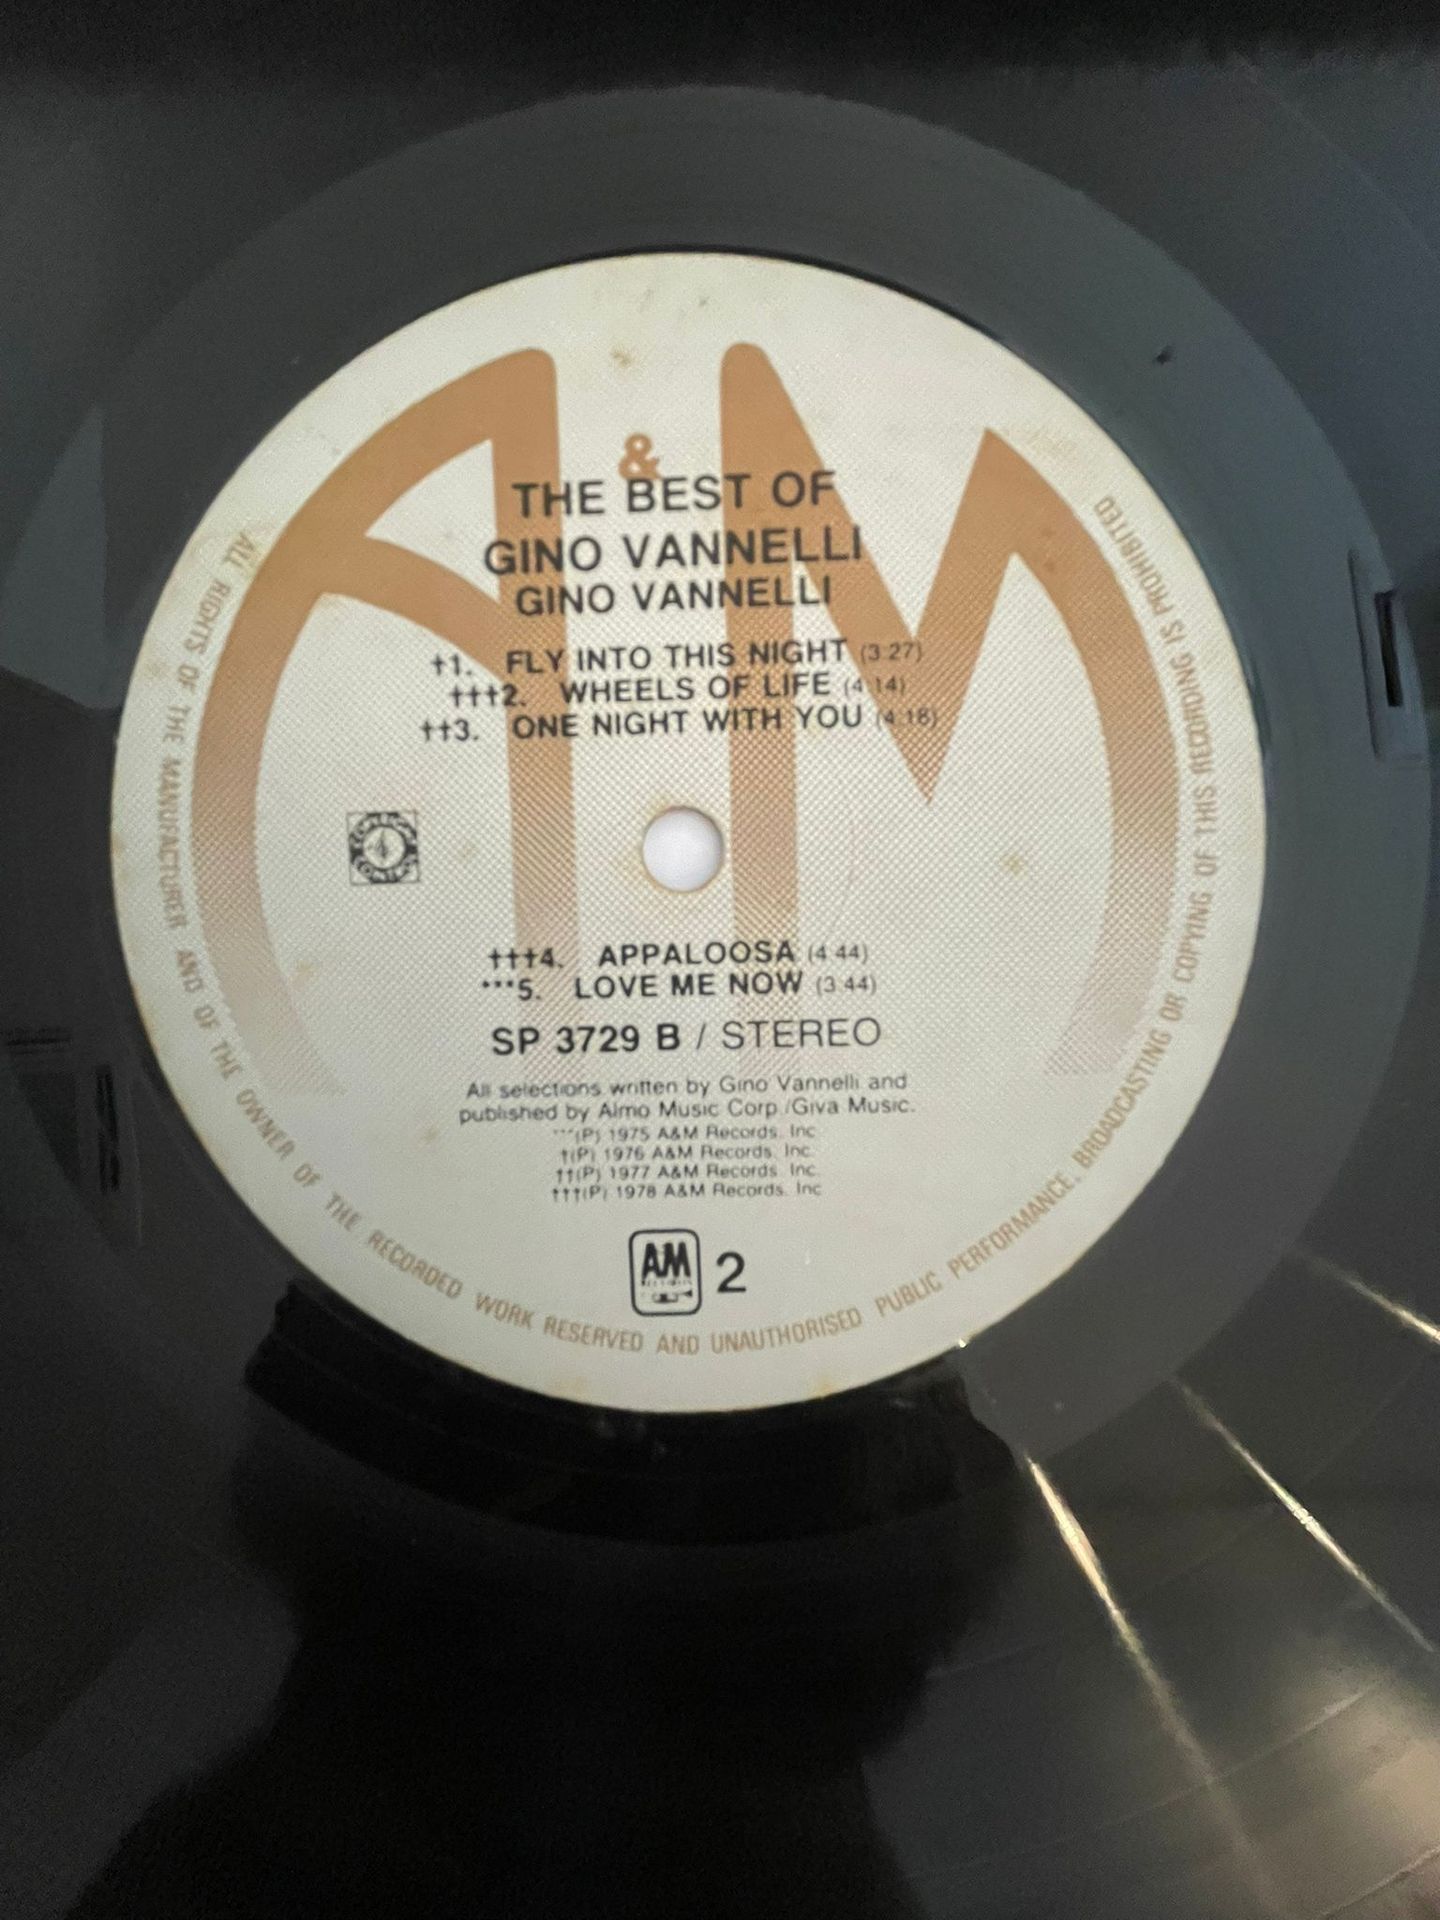 A&M
THE BEST OF
GINO VANNELLI
GINO VANNELLI
†1. FLY INTO THIS NIGHT (3:27)
†††2. WHEELS OF LIFE (4:14)
††3. ONE NIGHT WITH YOU (4:18)
†††4. APPALOOSA (4:44)
***5. LOVE ME NOW (3:44)
SP 3729 B / STEREO
All selections written by Gino Vannelli and
published by Almo Music Corp./Giva Music.
***(P) 1975 A&M Records, Inc.
†(P) 1976 A&M Records, Inc.
††(P) 1977 A&M Records, Inc.
†††(P) 1978 A&M Records, Inc
A&M
RECORDS
2
ALL RIGHTS OF THE MANUFACTURER AND OF THE OWNER OF THE RECORDED WORK RESERVED AND UNAUTHORISED PUBLIC PERFORMANCE, BROADCASTING OR COPYING OF THIS RECORDING IS PROHIBITED